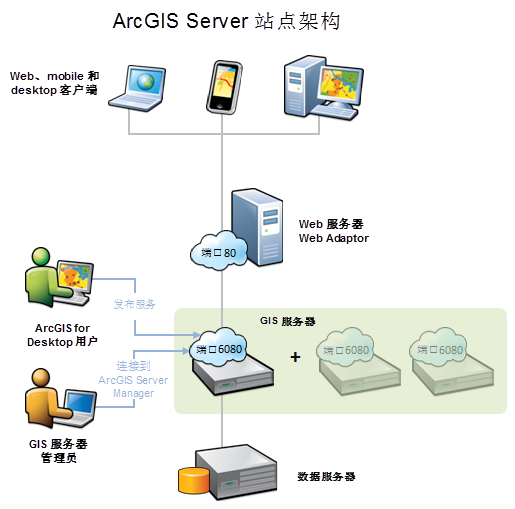 ArcGIS Server 站点架构
Web、mobile 和
desktop 客户端
Web 服务器
Web Adaptor
端口80
发布服务
ArcGIS for
Desktop 用户
GIS 服务器
端口6080
+
端口6080
端口6080
连接到
ArcGIS Server
Manager
GIS 服务器
管理员
数据服务器